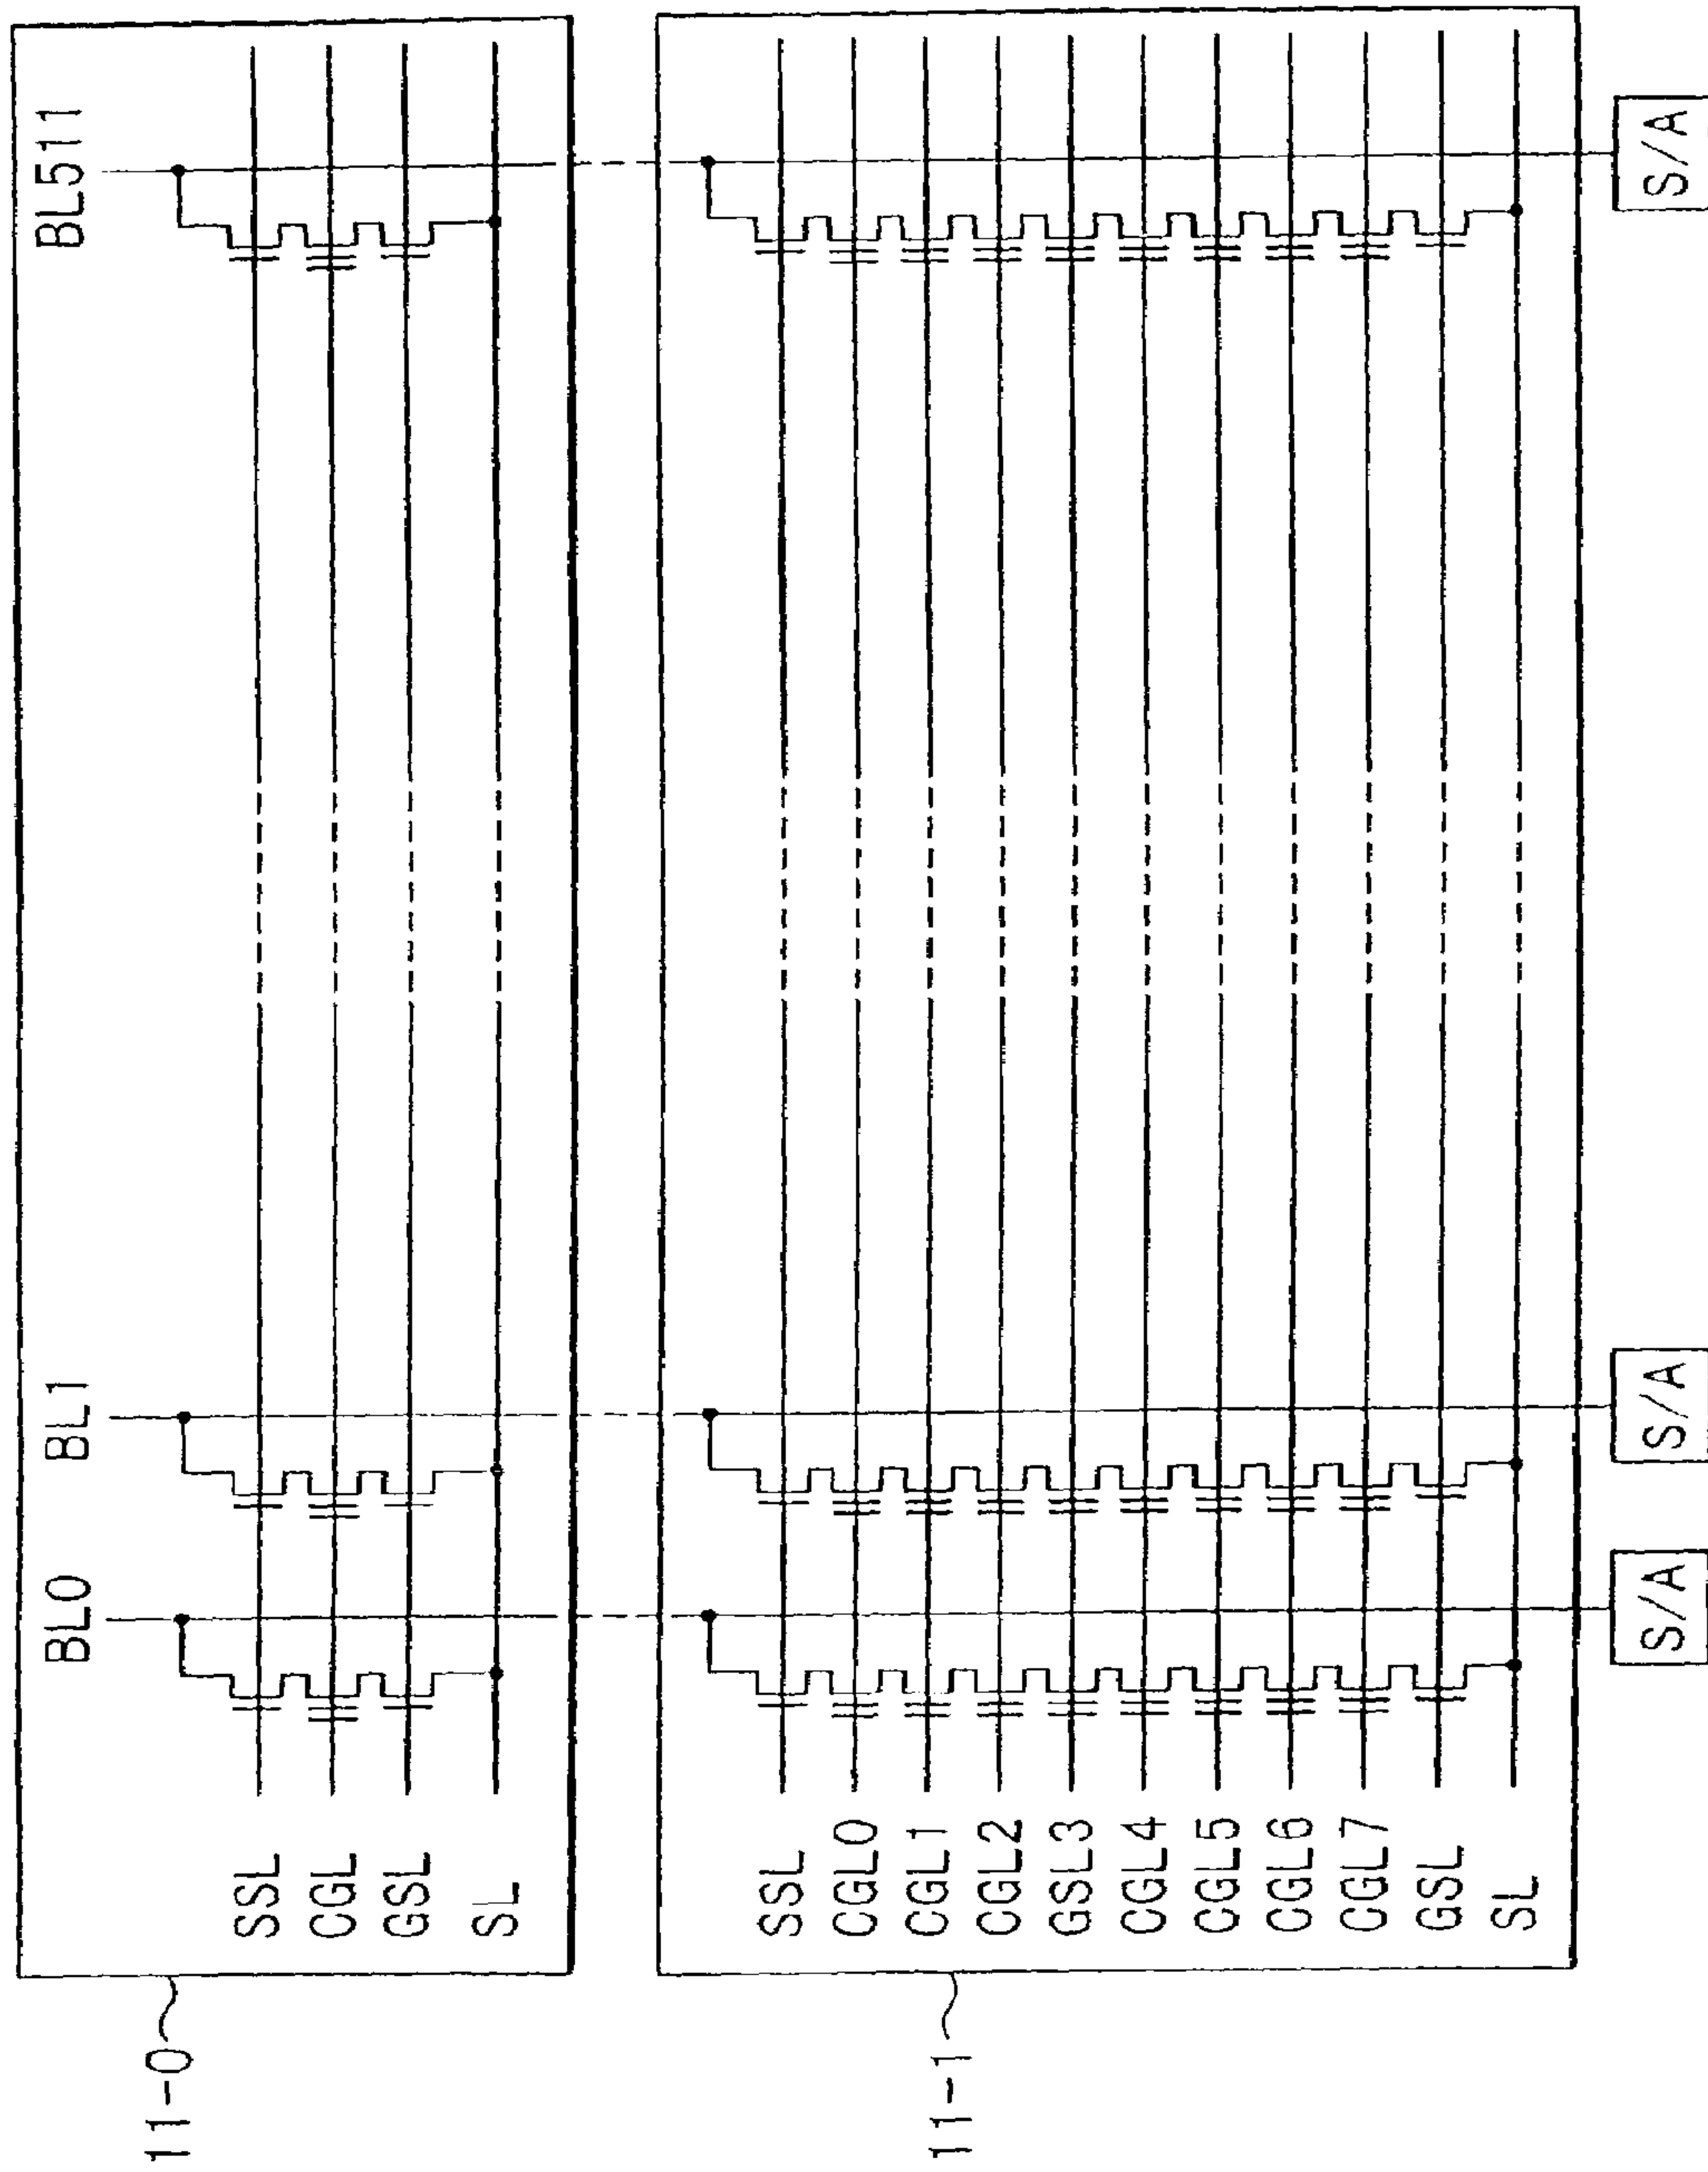 BL0
BL1
BL511
11-0
SSL
CGL
GSL
SL
11-1
SSL
CGL0
CGL1
CGL2
GSL3
CGL4
CGL5
CGL6
CGL7
GSL
SL
S/A
S/A
S/A